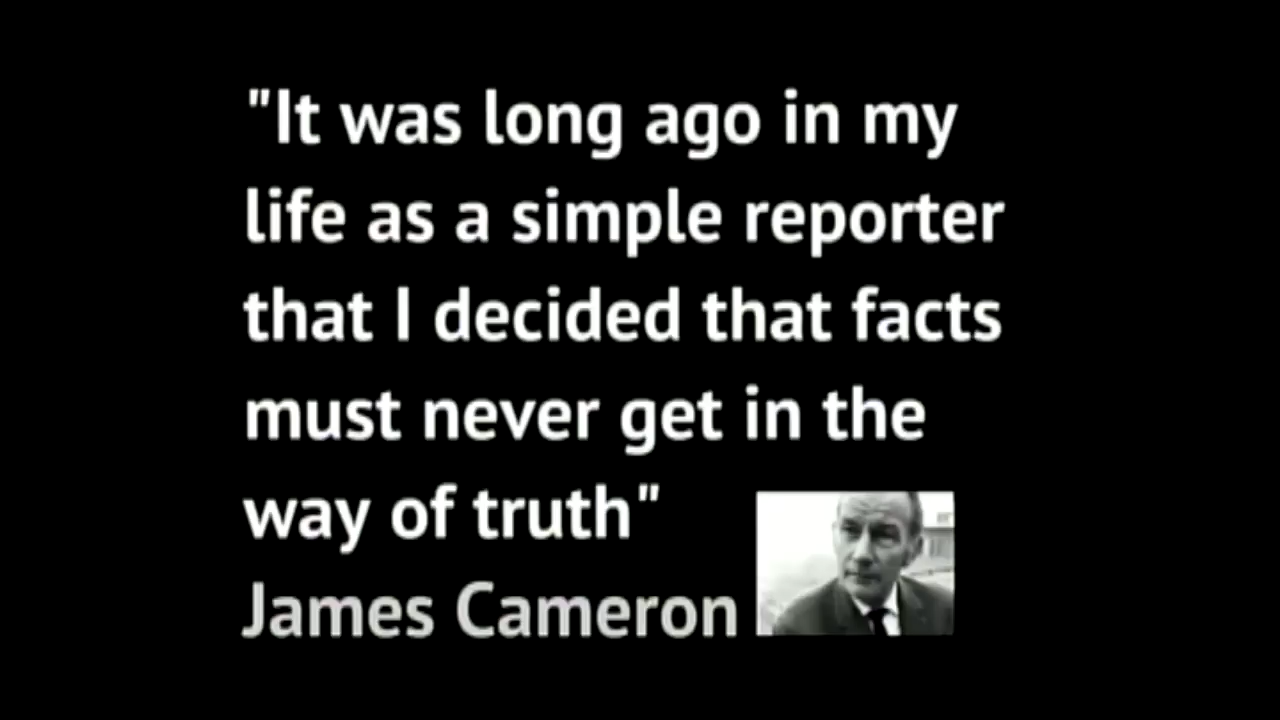 "It was long ago in my
life as a simple reporter
that I decided that facts
must never get in the
way of truth"
James Cameron